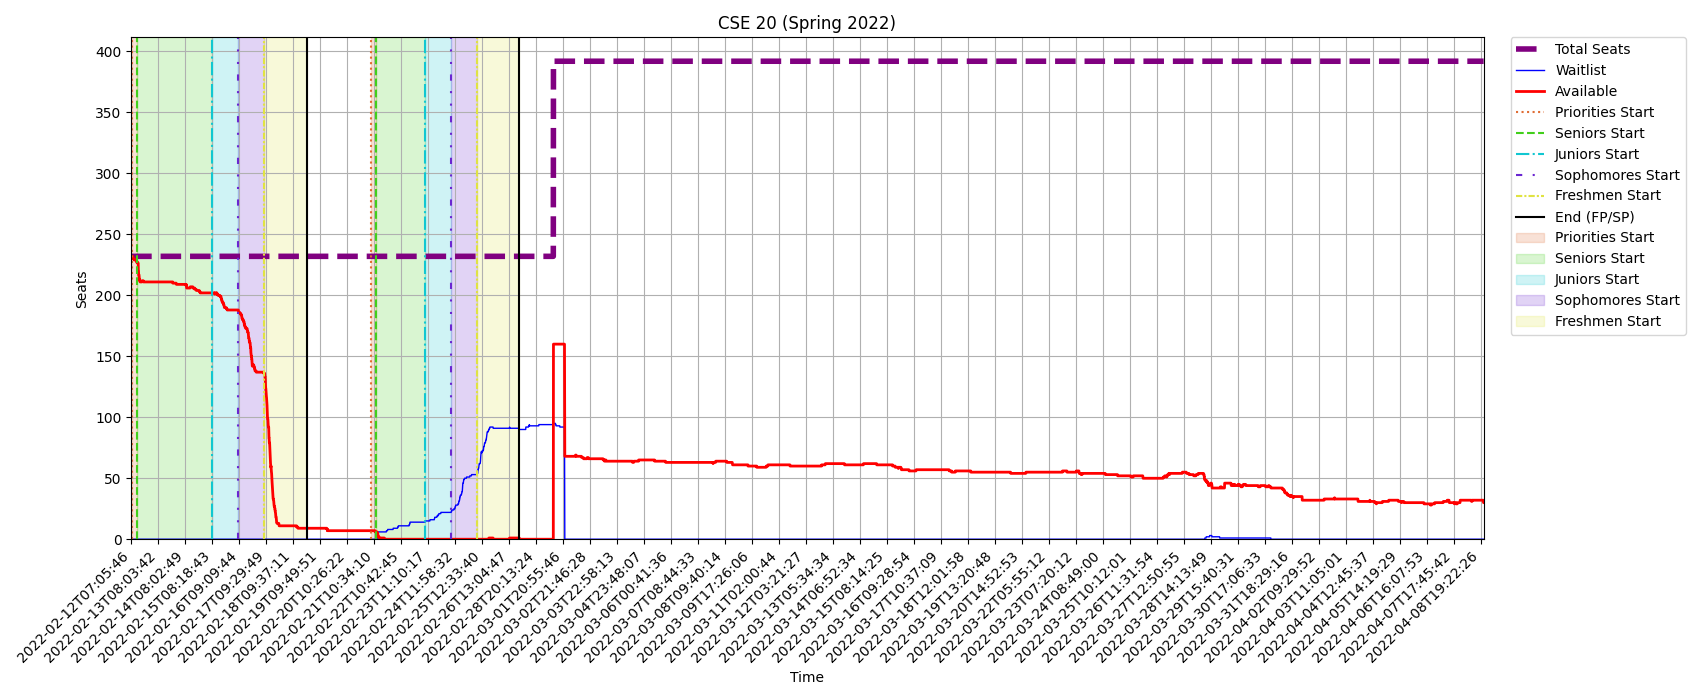 CSE 20 (Spring 2022)
Seats
400
350
300
250
200
150
100
50
0
2022-02-12T7:05:46
2022-02-13T08:03:42
2022-02-14T08:02:49
2022-02-15T08:18:43
2022-02-16T09:09:44
2022-02-17T09:29:49
2022-02-18T09:37:11
2022-02-19T09:49:51
2022-02-20T10:26:22
2022-02-21T10:34:10
2022-02-22T10:42:45
2022-02-23T11:10:17
2022-02-24T11:58:32
2022-02-25T12:33:40
2022-02-26T13:04:47
2022-02-28T20:13:24
2022-03-01T20:55:46
2022-03-02T21:46:28
2022-03-03T22:58:13
2022-03-04T23:48:07
2022-03-06T00:41:36
2022-03-07T08:44:33
2022-03-08T09:40:14
2022-03-09T17:26:06
2022-03-11T02:00:44
2022-03-12T03:21:27
2022-03-13T05:34:34
2022-03-14T06:52:34
2022-03-15T08:14:25
2022-03-16T09:28:54
2022-03-17T10:37:09
2022-03-18T12:01:58
2022-03-19T13:20:48
2022-03-20T14:52:53
2022-03-22T05:55:12
2022-03-23T07:20:12
2022-03-24T08:49:00
2022-03-25T10:12:01
2022-03-26T11:31:54
2022-03-27T12:50:55
2022-03-28T14:13:49
2022-03-29T15:40:31
2022-03-30T17:06:33
2022-03-31T18:29:16
2022-04-02T09:29:52
2022-04-03T11:05:01
2022-04-04T12:45:37
2022-04-05T14:19:29
2022-04-06T16:07:53
2022-04-07T17:45:42
2022-04-08T19:22:26
Time
Total Seats
Waitlist
Available
Priorities Start
Seniors Start
Juniors Start
Sophomores Start
Freshmen Start
End (FP/SP)
Priorities Start
Seniors Start
Juniors Start
Sophomores Start
Freshmen Start